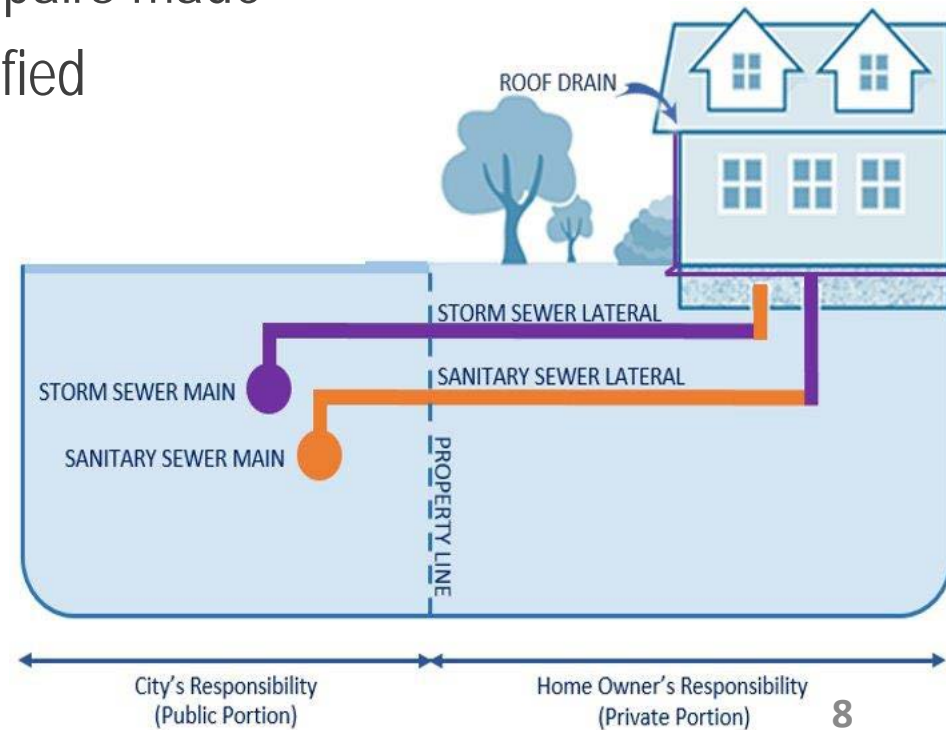 fied
ROOF DRAIN
STORM SEWER LATERAL
STORM SEWER MAIN
SANITARY SEWER LATERAL
SANITARY SEWER MAIN
PROPERTY LINE
City's Responsibility
(Public Portion)
Home Owner's Responsibility
(Private Portion)
8